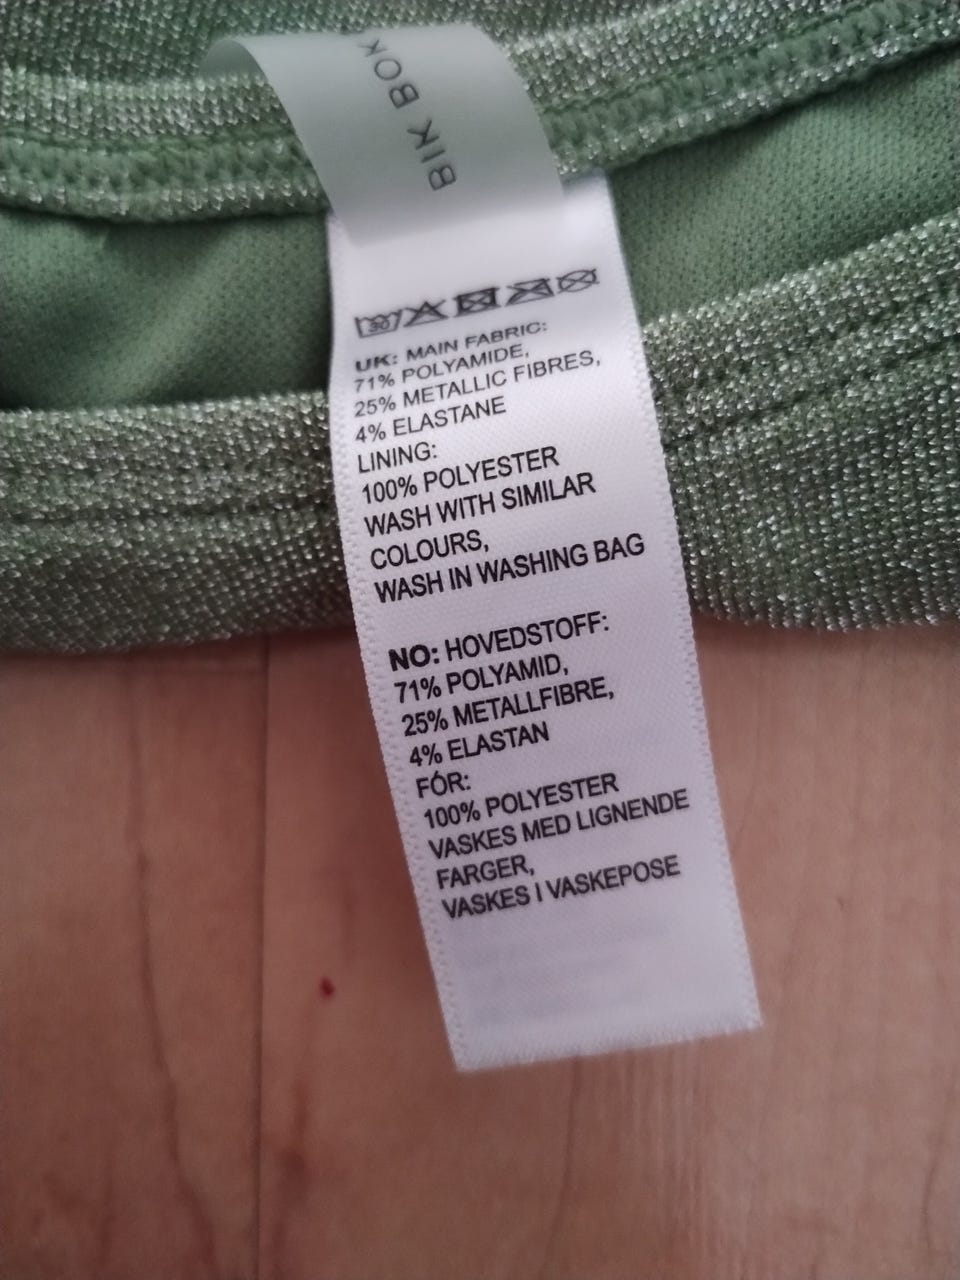 BIK BOK
30
UK: MAIN FABRIC:
71% POLYAMIDE,
25% METALLIC FIBRES,
4% ELASTANE
LINING:
100% POLYESTER
WASH WITH SIMILAR
COLOURS,
WASH IN WASHING BAG
NO: HOVEDSTOFF:
71% POLYAMID,
25% METALLFIBRE,
4% ELASTAN
FÓR:
100% POLYESTER
VASKES MED LIGNENDE
FARGER,
VASKES I VASKEPOSE